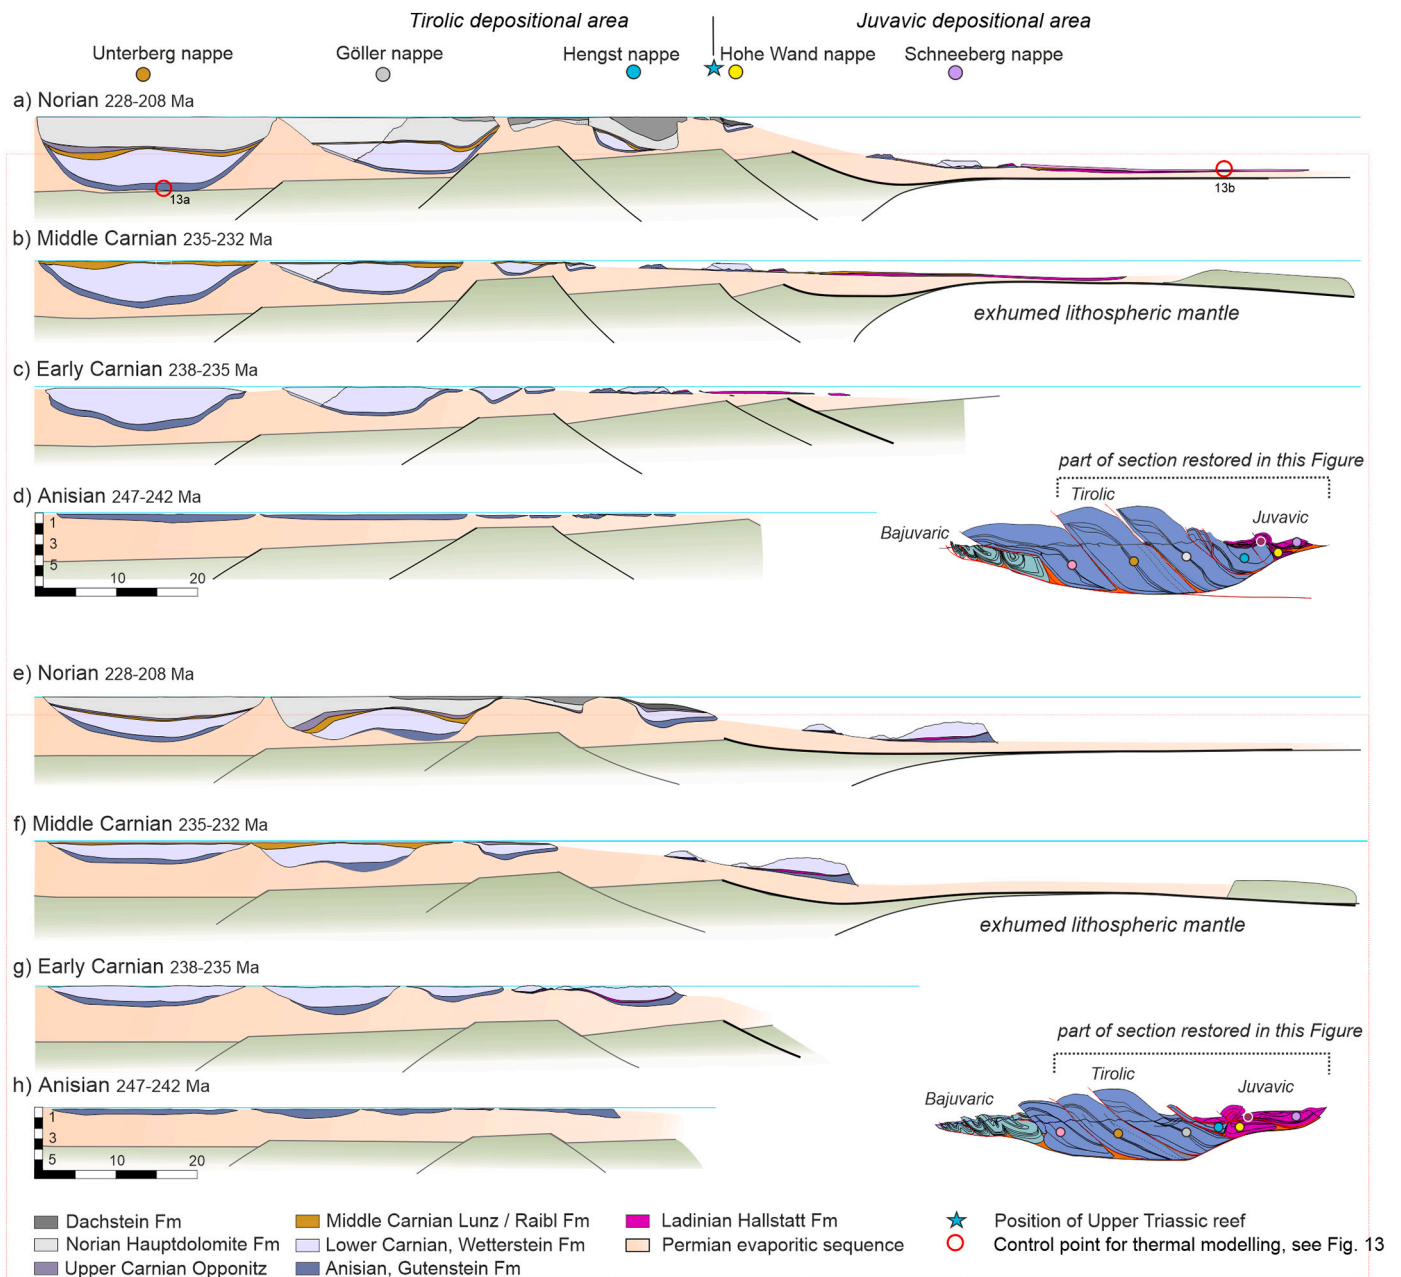 Tirolic depositional area
Juvavic depositional area
Unterberg nappe
Göller nappe
Hengst nappe
Hohe Wand nappe
Schneeberg nappe
a) Norian 228-208 Ma
13a
13b
b) Middle Carnian 235-232 Ma
exhumed lithospheric mantle
c) Early Carnian 238-235 Ma
part of section restored in this Figure
Tirolic
Juvavic
Bajuvaric
d) Anisian 247-242 Ma
1
3
5
10
20
e) Norian 228-208 Ma
f) Middle Carnian 235-232 Ma
exhumed lithospheric mantle
g) Early Carnian 238-235 Ma
part of section restored in this Figure
Tirolic
Juvavic
Bajuvaric
h) Anisian 247-242 Ma
1
3
5
10
20
Dachstein Fm
Norian Hauptdolomite Fm
Upper Carnian Opponitz
Middle Carnian Lunz / Raibl Fm
Lower Carnian, Wetterstein Fm
Anisian, Gutenstein Fm
Ladinian Hallstatt Fm
Permian evaporitic sequence
Position of Upper Triassic reef
Control point for thermal modelling, see Fig. 13